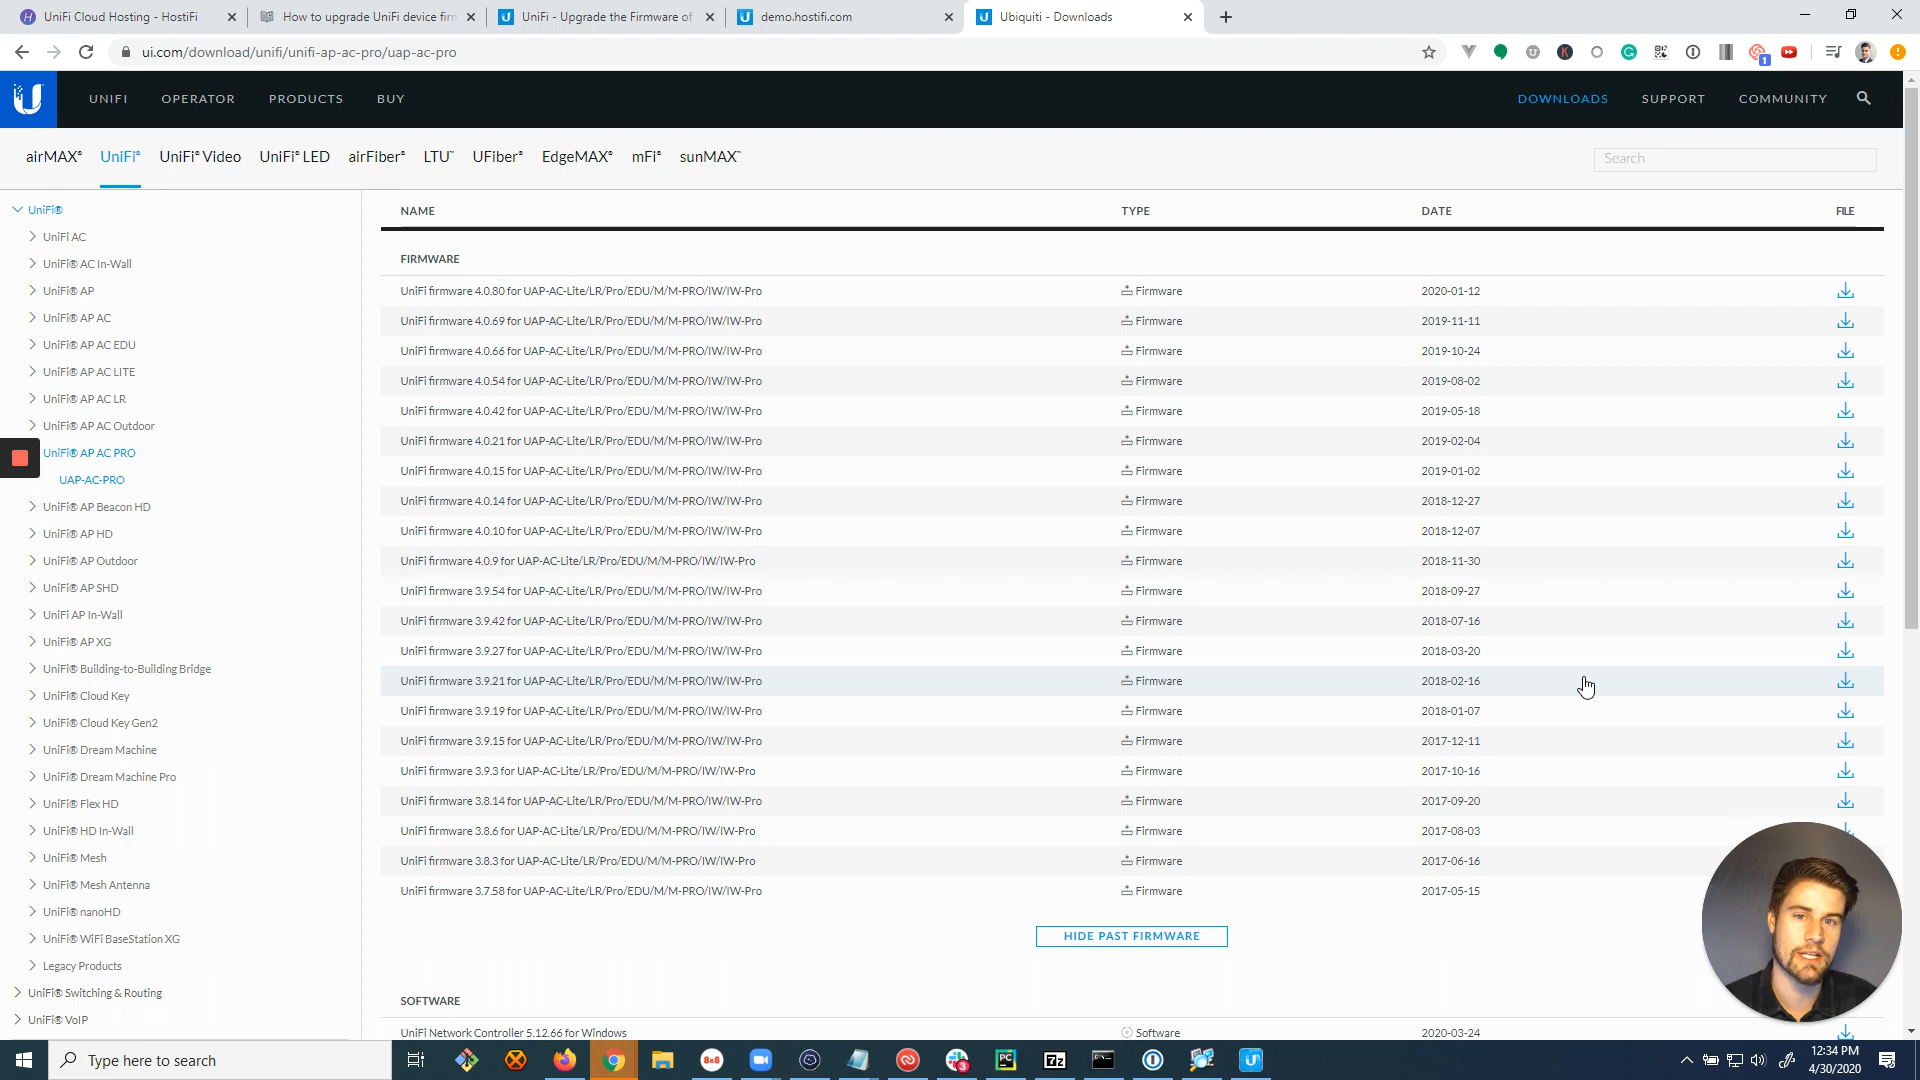 UniFi Cloud Hosting - HostiFi
How to upgrade UniFi device firm
UniFi - Upgrade the Firmware of
demo.hostifi.com
Ubiquiti - Downloads
ui.com/download/unifi/unifi-ap-ac-pro/uap-ac-pro
UNIFI OPERATOR PRODUCTS BUY
DOWNLOADS SUPPORT COMMUNITY
airMAX® UniFi® UniFi® Video UniFi® LED airFiber® LTU™ UFiber® EdgeMAX® mFi® sunMAX™
Search
UniFi®
UniFi AC
UniFi® AC In-Wall
UniFi® AP
UniFi® AP AC
UniFi® AP AC EDU
UniFi® AP AC LITE
UniFi® AP AC LR
UniFi® AP AC Outdoor
UniFi® AP AC PRO
UAP-AC-PRO
UniFi® AP Beacon HD
UniFi® AP HD
UniFi® AP Outdoor
UniFi® AP SHD
UniFi AP In-Wall
UniFi® AP XG
UniFi® Building-to-Building Bridge
UniFi® Cloud Key
UniFi® Cloud Key Gen2
UniFi® Dream Machine
UniFi® Dream Machine Pro
UniFi® Flex HD
UniFi® HD In-Wall
UniFi® Mesh
UniFi® Mesh Antenna
UniFi® nanoHD
UniFi® WiFi BaseStation XG
Legacy Products
UniFi® Switching & Routing
UniFi® VoIP
NAME TYPE DATE FILE
FIRMWARE
UniFi firmware 4.0.80 for UAP-AC-Lite/LR/Pro/EDU/M/M-PRO/IW/IW-Pro Firmware 2020-01-12
UniFi firmware 4.0.69 for UAP-AC-Lite/LR/Pro/EDU/M/M-PRO/IW/IW-Pro Firmware 2019-11-11
UniFi firmware 4.0.66 for UAP-AC-Lite/LR/Pro/EDU/M/M-PRO/IW/IW-Pro Firmware 2019-10-24
UniFi firmware 4.0.54 for UAP-AC-Lite/LR/Pro/EDU/M/M-PRO/IW/IW-Pro Firmware 2019-08-02
UniFi firmware 4.0.42 for UAP-AC-Lite/LR/Pro/EDU/M/M-PRO/IW/IW-Pro Firmware 2019-05-18
UniFi firmware 4.0.21 for UAP-AC-Lite/LR/Pro/EDU/M/M-PRO/IW/IW-Pro Firmware 2019-02-04
UniFi firmware 4.0.15 for UAP-AC-Lite/LR/Pro/EDU/M/M-PRO/IW/IW-Pro Firmware 2019-01-02
UniFi firmware 4.0.14 for UAP-AC-Lite/LR/Pro/EDU/M/M-PRO/IW/IW-Pro Firmware 2018-12-27
UniFi firmware 4.0.10 for UAP-AC-Lite/LR/Pro/EDU/M/M-PRO/IW/IW-Pro Firmware 2018-12-07
UniFi firmware 4.0.9 for UAP-AC-Lite/LR/Pro/EDU/M/M-PRO/IW/IW-Pro Firmware 2018-11-30
UniFi firmware 3.9.54 for UAP-AC-Lite/LR/Pro/EDU/M/M-PRO/IW/IW-Pro Firmware 2018-09-27
UniFi firmware 3.9.42 for UAP-AC-Lite/LR/Pro/EDU/M/M-PRO/IW/IW-Pro Firmware 2018-07-16
UniFi firmware 3.9.27 for UAP-AC-Lite/LR/Pro/EDU/M/M-PRO/IW/IW-Pro Firmware 2018-03-20
UniFi firmware 3.9.21 for UAP-AC-Lite/LR/Pro/EDU/M/M-PRO/IW/IW-Pro Firmware 2018-02-16
UniFi firmware 3.9.19 for UAP-AC-Lite/LR/Pro/EDU/M/M-PRO/IW/IW-Pro Firmware 2018-01-07
UniFi firmware 3.9.15 for UAP-AC-Lite/LR/Pro/EDU/M/M-PRO/IW/IW-Pro Firmware 2017-12-11
UniFi firmware 3.9.3 for UAP-AC-Lite/LR/Pro/EDU/M/M-PRO/IW/IW-Pro Firmware 2017-10-16
UniFi firmware 3.8.14 for UAP-AC-Lite/LR/Pro/EDU/M/M-PRO/IW/IW-Pro Firmware 2017-09-20
UniFi firmware 3.8.6 for UAP-AC-Lite/LR/Pro/EDU/M/M-PRO/IW/IW-Pro Firmware 2017-08-03
UniFi firmware 3.8.3 for UAP-AC-Lite/LR/Pro/EDU/M/M-PRO/IW/IW-Pro Firmware 2017-06-16
UniFi firmware 3.7.58 for UAP-AC-Lite/LR/Pro/EDU/M/M-PRO/IW/IW-Pro Firmware 2017-05-15
HIDE PAST FIRMWARE
SOFTWARE
UniFi Network Controller 5.12.66 for Windows Software 2020-03-24
Type here to search
12:34 PM
4/30/2020